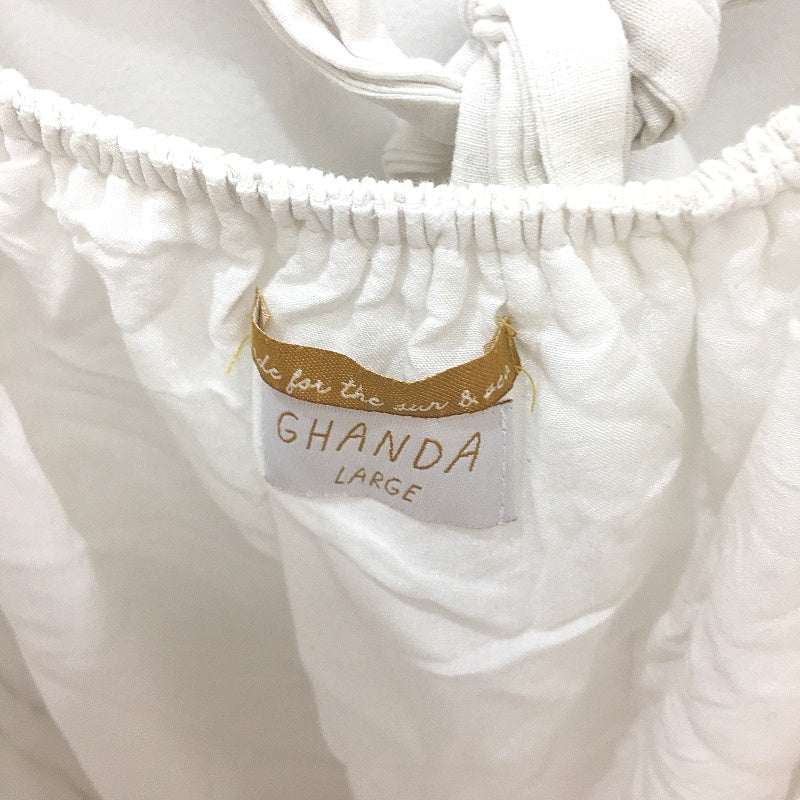 for the sun &
GHANDA
LARGE